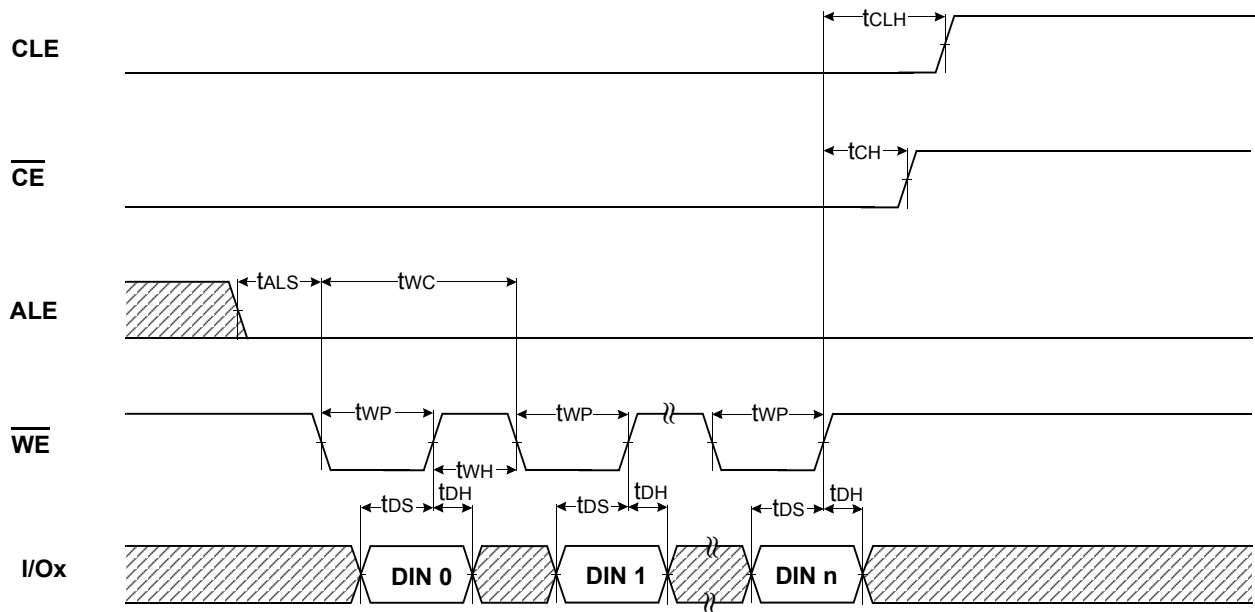 CLE
tCLH
CE
tCH
ALE
tALS
tWC
WE
tWP
tWP
tWP
tWH
I/Ox
tDS
tDH
tDS
tDH
tDS
tDH
DIN 0
DIN 1
DIN n